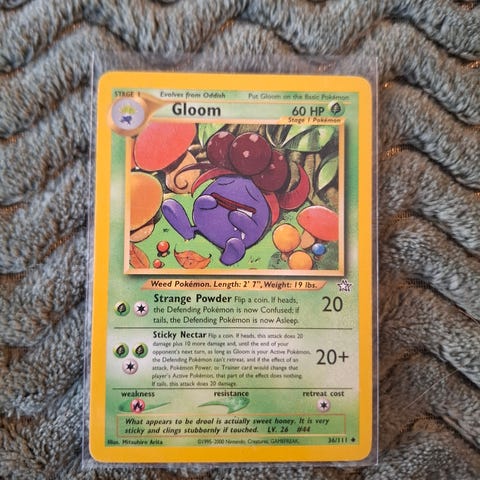 STAGE 1 Evolves from Oddish Put Gloom on the Basic Pokémon
Gloom 60 HP
Stage 1 Pokémon
Weed Pokémon. Length: 2' 7", Weight: 19 lbs.
Strange Powder Flip a coin. If heads,
the Defending Pokémon is now Confused; if
tails, the Defending Pokémon is now Asleep.
20
Sticky Nectar Flip a coin. If heads, this attack does 20
damage plus 10 more damage and, until the end of your
opponent's next turn, as long as Gloom is your Active Pokémon,
the Defending Pokémon can't retreat, and if the effect of an
attack, Pokémon Power, or Trainer card would change that
player's Active Pokémon, that part of the effect does nothing.
If tails, this attack does 20 damage.
20+
weakness resistance retreat cost
What appears to be drool is actually sweet honey. It is very
sticky and clings stubbornly if touched. LV. 26 #44
Illus. Mitsuhiro Arita ©1995-2000 Nintendo, Creatures, GAMEFREAK. 36/111